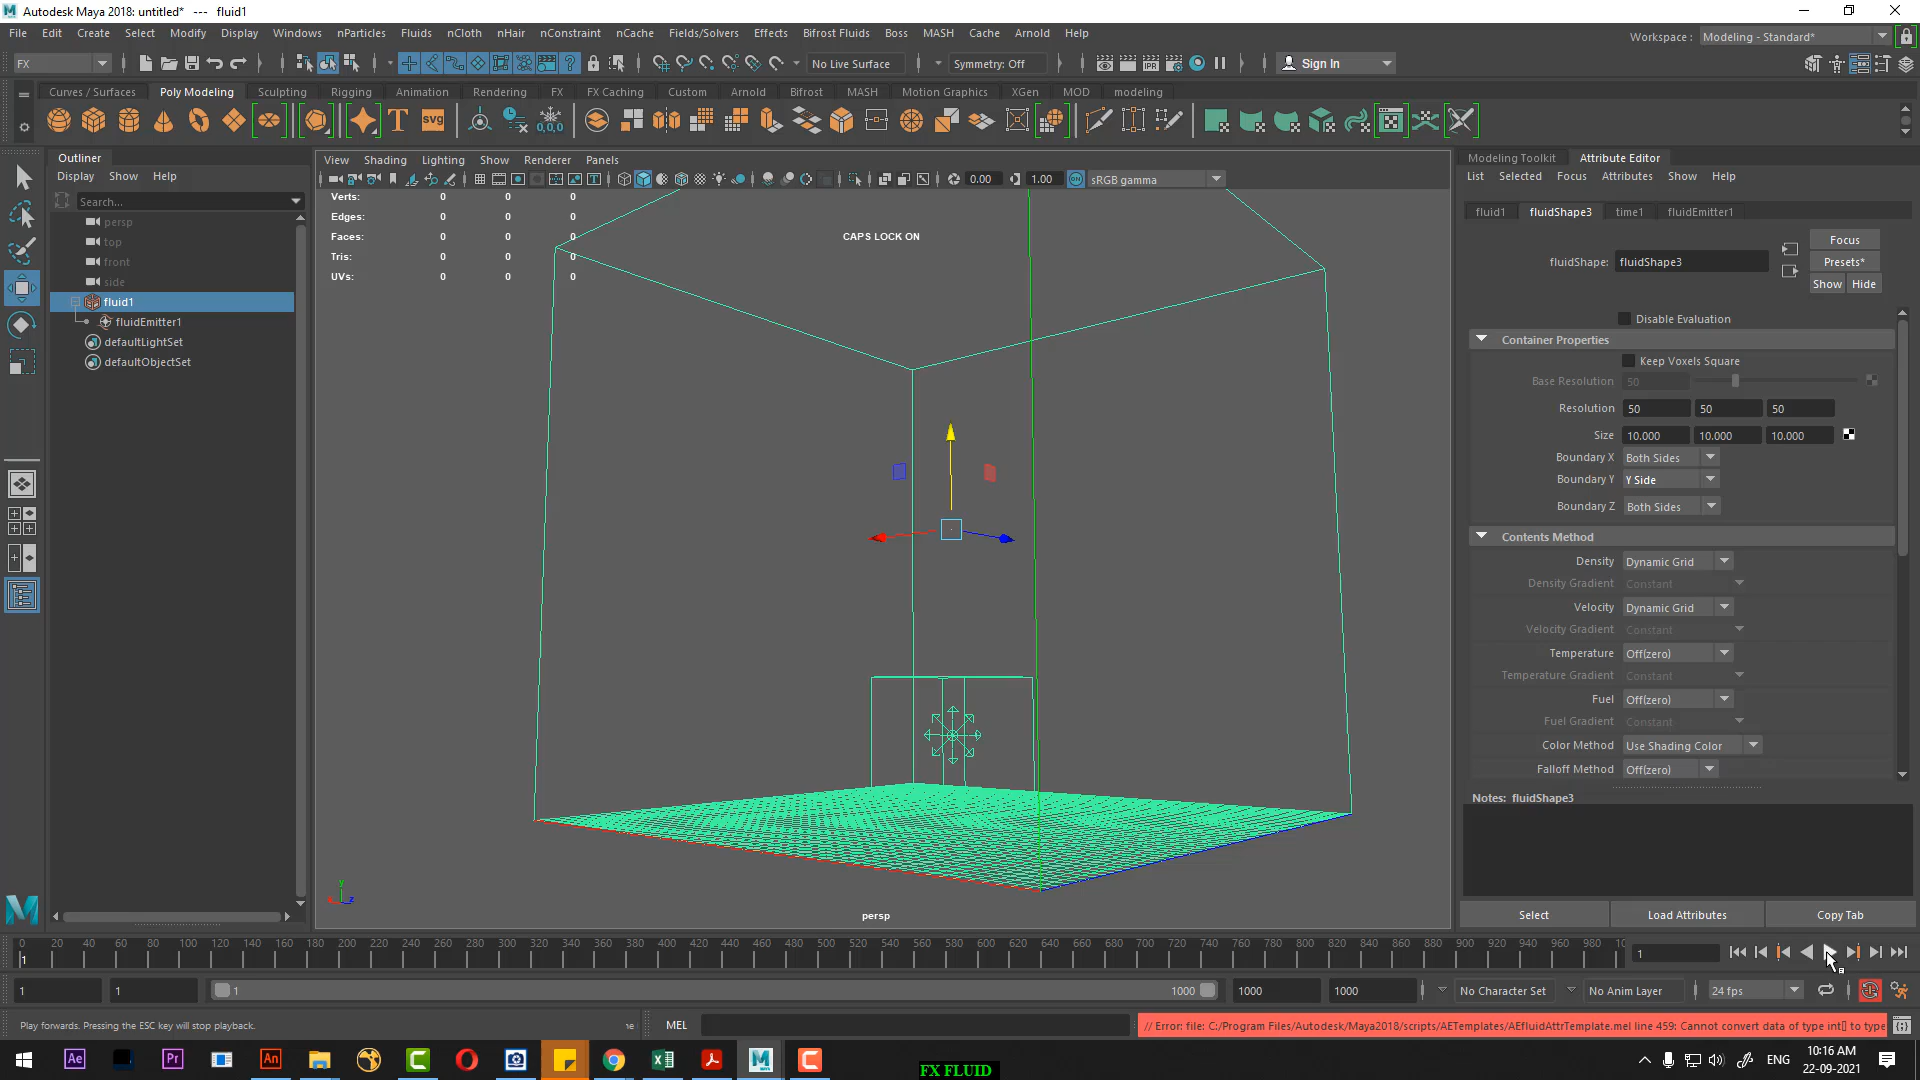 Autodesk Maya 2018: untitled* --- fluid1
File Edit Create Select Modify Display Windows nParticles Fluids nCloth nHair nConstraint nCache Fields/Solvers Effects Bifrost Fluids Boss MASH Cache Arnold Help
Workspace : Modeling - Standard*
FX
No Live Surface
Symmetry: Off
Sign In
Curves / Surfaces Poly Modeling Sculpting Rigging Animation Rendering FX FX Caching Custom Arnold Bifrost MASH Motion Graphics XGen MOD modeling
T svg 0,0,0
Outliner
Display Show Help
Search...
persp
top
front
side
fluid1
fluidEmitter1
defaultLightSet
defaultObjectSet
View Shading Lighting Show Renderer Panels
0.00 1.00 ON sRGB gamma
Verts: 0 0 0
Edges: 0 0 0
Faces: 0 0 0
Tris: 0 0 0
UVs: 0 0 0
CAPS LOCK ON
y
z
persp
Modeling Toolkit Attribute Editor
List Selected Focus Attributes Show Help
fluid1 fluidShape3 time1 fluidEmitter1
fluidShape: fluidShape3
Focus
Presets*
Show Hide
Disable Evaluation
Container Properties
Keep Voxels Square
Base Resolution 50
Resolution 50 50 50
Size 10.000 10.000 10.000
Boundary X Both Sides
Boundary Y Y Side
Boundary Z Both Sides
Contents Method
Density Dynamic Grid
Density Gradient Constant
Velocity Dynamic Grid
Velocity Gradient Constant
Temperature Off(zero)
Temperature Gradient Constant
Fuel Off(zero)
Fuel Gradient Constant
Color Method Use Shading Color
Falloff Method Off(zero)
Notes: fluidShape3
Select Load Attributes Copy Tab
0 20 40 60 80 100 120 140 160 180 200 220 240 260 280 300 320 340 360 380 400 420 440 460 480 500 520 540 560 580 600 620 640 660 680 700 720 740 760 780 800 820 840 860 880 900 920 940 960 980 10
1
1
1 1 1 1000 1000 1000 No Character Set No Anim Layer 24 fps
Play forwards. Pressing the ESC key will stop playback.
MEL
// Error: file: C:/Program Files/Autodesk/Maya2018/scripts/AETemplates/AEfluidAttrTemplate.mel line 459: Cannot convert data of type int[] to type
Ae Pr An C
FX FLUID
ENG
10:16 AM
22-09-2021